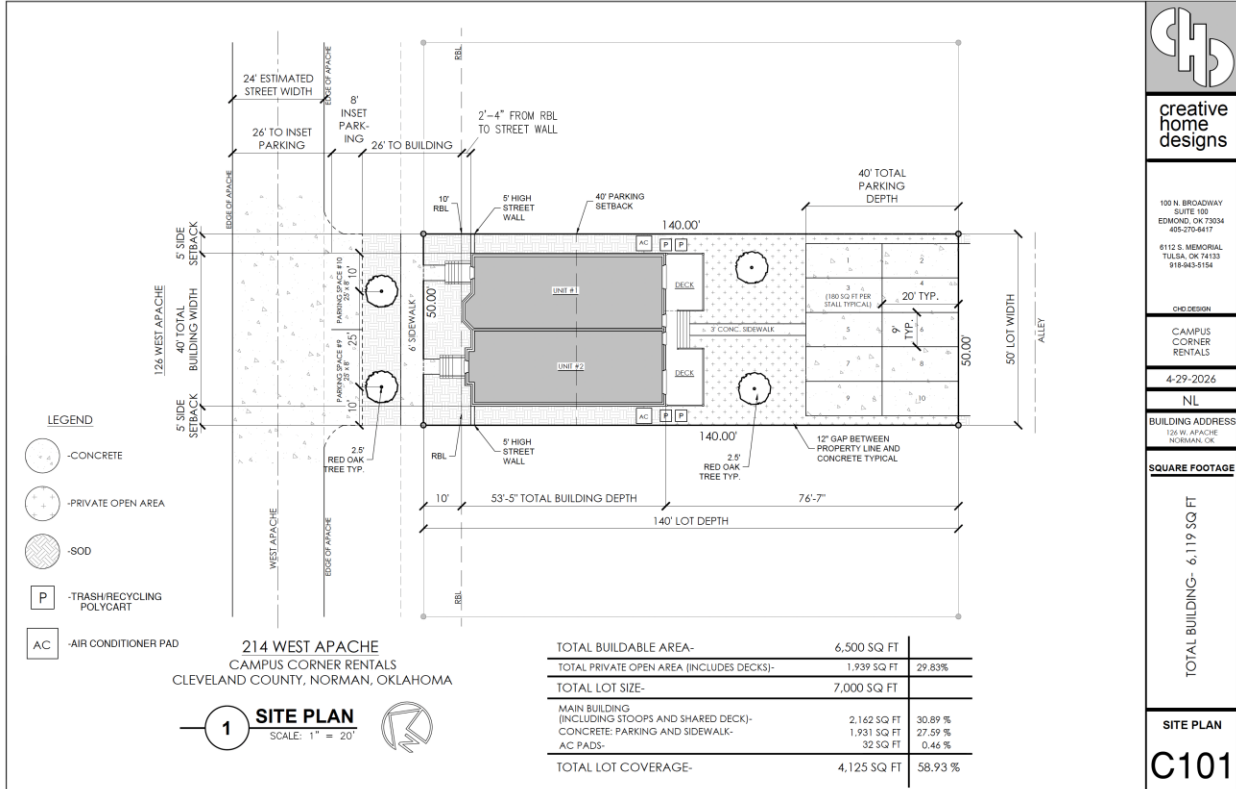 24' ESTIMATED
STREET WIDTH
EDGE OF APACHE
8'
INSET
PARK-
ING
26' TO INSET
PARKING
26' TO BUILDING
RBL
2'-4" FROM RBL
TO STREET WALL
40' TOTAL
PARKING
DEPTH
EDGE OF APACHE
10'
RBL
5' HIGH
STREET
WALL
40' PARKING
SETBACK
140.00'
5' SIDE
SETBACK
AC
P
P
126 WEST APACHE
40' TOTAL
BUILDING WIDTH
PARKING SPACE #10
25' x 8'
10'
6' SIDEWALK
50.00'
UNIT #1
DECK
1
2
3
4
(180 SQ FT PER
STALL TYPICAL)
20' TYP.
3' CONC. SIDEWALK
5
6
9'
TYP.
50.00'
50' LOT WIDTH
ALLEY
25'
PARKING SPACE #9
25' x 8'
UNIT #2
DECK
7
8
9
10
10'
5' SIDE
SETBACK
AC
P
P
2.5'
RED OAK
TREE TYP.
RBL
5' HIGH
STREET
WALL
140.00'
2.5'
RED OAK
TREE TYP.
12" GAP BETWEEN
PROPERTY LINE AND
CONCRETE TYPICAL
10'
53'-5" TOTAL BUILDING DEPTH
76'-7"
140' LOT DEPTH
WEST APACHE
EDGE OF APACHE
RBL
LEGEND
-CONCRETE
-PRIVATE OPEN AREA
-SOD
P
-TRASH/RECYCLING
POLYCART
AC
-AIR CONDITIONER PAD
214 WEST APACHE
CAMPUS CORNER RENTALS
CLEVELAND COUNTY, NORMAN, OKLAHOMA
1
SITE PLAN
SCALE: 1" = 20'
N
TOTAL BUILDABLE AREA- 6,500 SQ FT
TOTAL PRIVATE OPEN AREA (INCLUDES DECKS)- 1,939 SQ FT 29.83%
TOTAL LOT SIZE- 7,000 SQ FT
MAIN BUILDING
(INCLUDING STOOPS AND SHARED DECK)- 2,162 SQ FT 30.89 %
CONCRETE: PARKING AND SIDEWALK- 1,931 SQ FT 27.59 %
AC PADS- 32 SQ FT 0.46 %
TOTAL LOT COVERAGE- 4,125 SQ FT 58.93 %
CHD
creative
home
designs
100 N. BROADWAY
SUITE 100
EDMOND, OK 73034
405-270-6417
6112 S. MEMORIAL
TULSA, OK 74133
918-943-5154
CHD.DESIGN
CAMPUS
CORNER
RENTALS
4-29-2026
NL
BUILDING ADDRESS
126 W. APACHE
NORMAN, OK
SQUARE FOOTAGE
TOTAL BUILDING- 6,119 SQ FT
SITE PLAN
C101